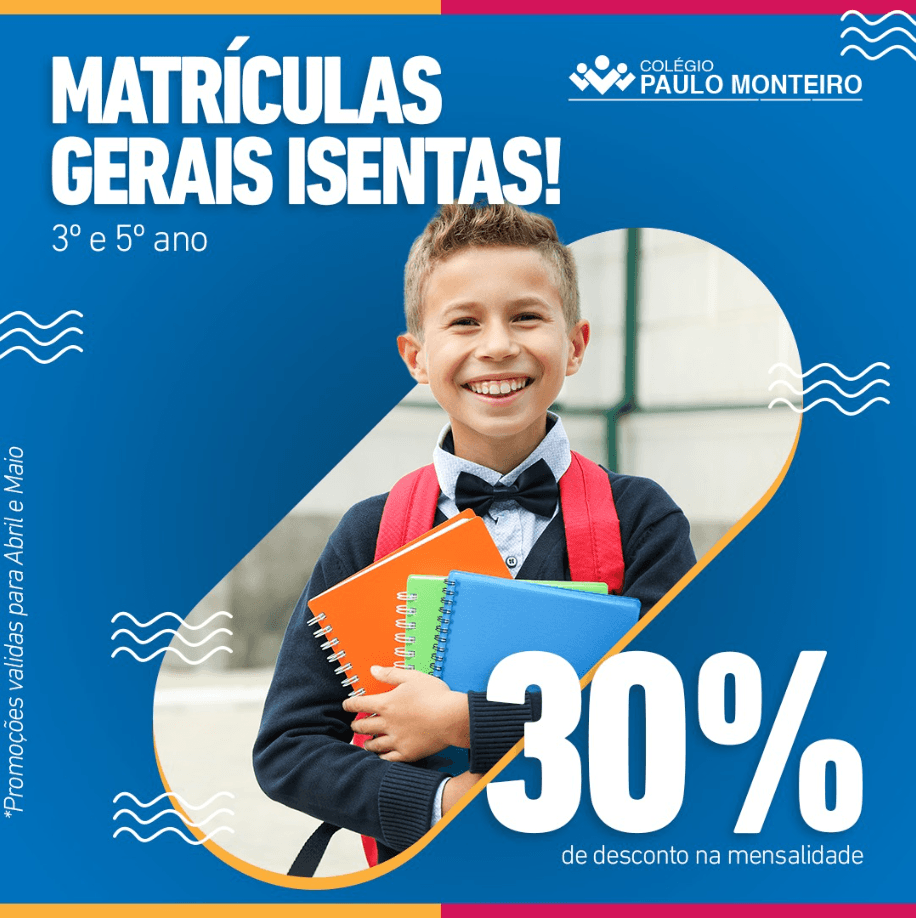 MATRÍCULAS
GERAIS ISENTAS!
3º e 5º ano
COLÉGIO
PAULO MONTEIRO
*Promoções validas para Abril e Maio
30%
de desconto na mensalidade